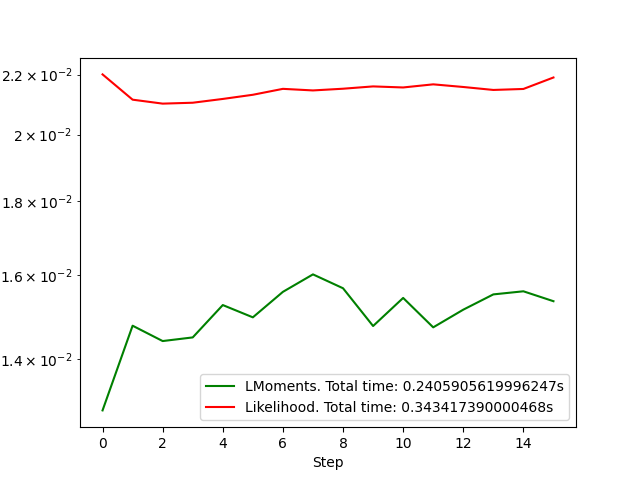 2.2 × 10⁻²
2 × 10⁻²
1.8 × 10⁻²
1.6 × 10⁻²
1.4 × 10⁻²
LMoments. Total time: 0.2405905619996247s
Likelihood. Total time: 0.343417390000468s
0 2 4 6 8 10 12 14
Step